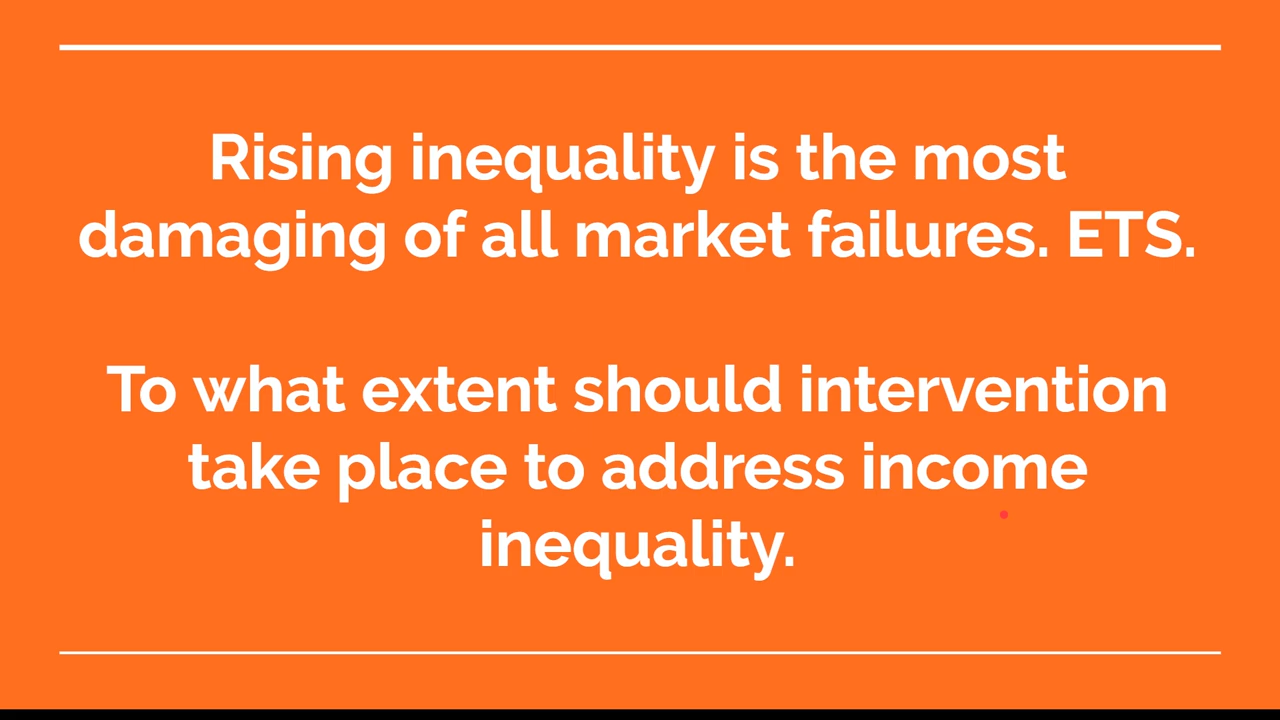 Rising inequality is the most
damaging of all market failures. ETS.
To what extent should intervention
take place to address income
inequality.